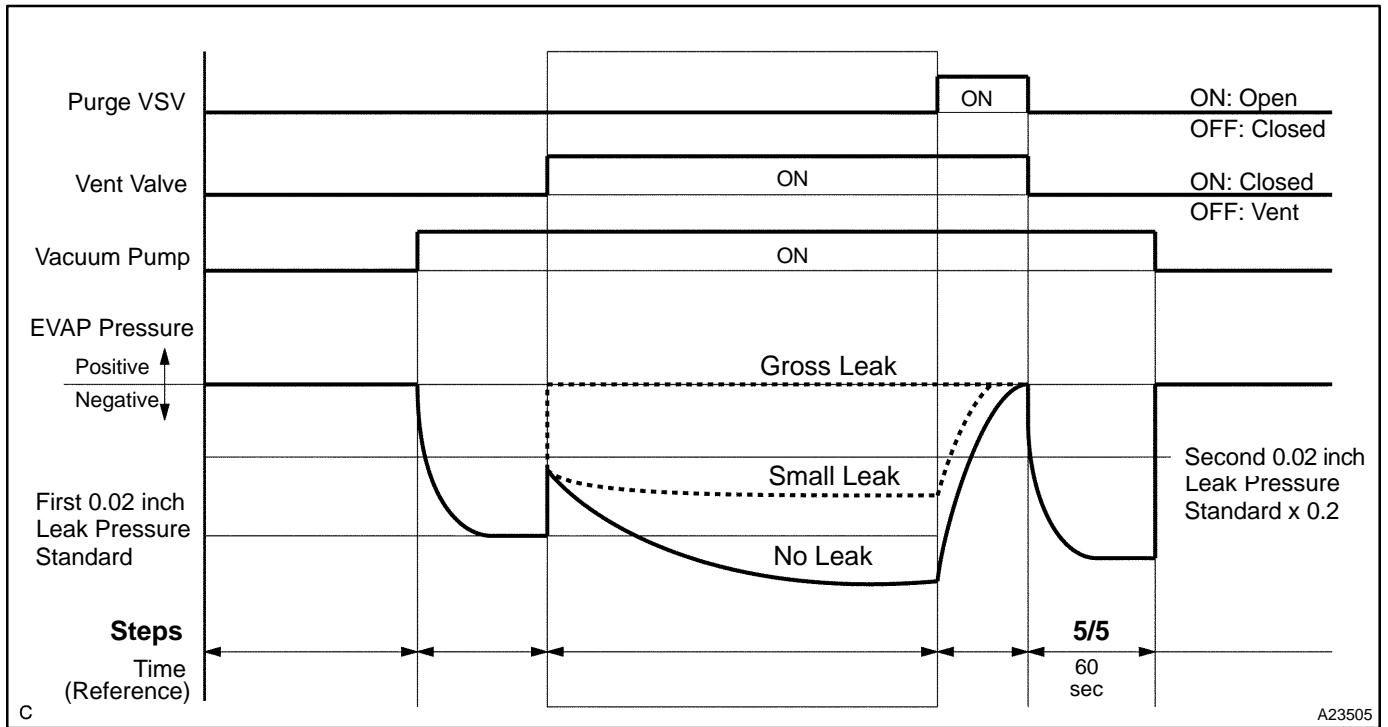 Purge VSV
ON
ON: Open
OFF: Closed
Vent Valve
ON
ON: Closed
OFF: Vent
Vacuum Pump
ON
EVAP Pressure
Positive
Negative
Gross Leak
Small Leak
No Leak
First 0.02 inch
Leak Pressure
Standard
Second 0.02 inch
Leak Pressure
Standard x 0.2
Steps
5/5
Time
(Reference)
60
sec
C
A23505